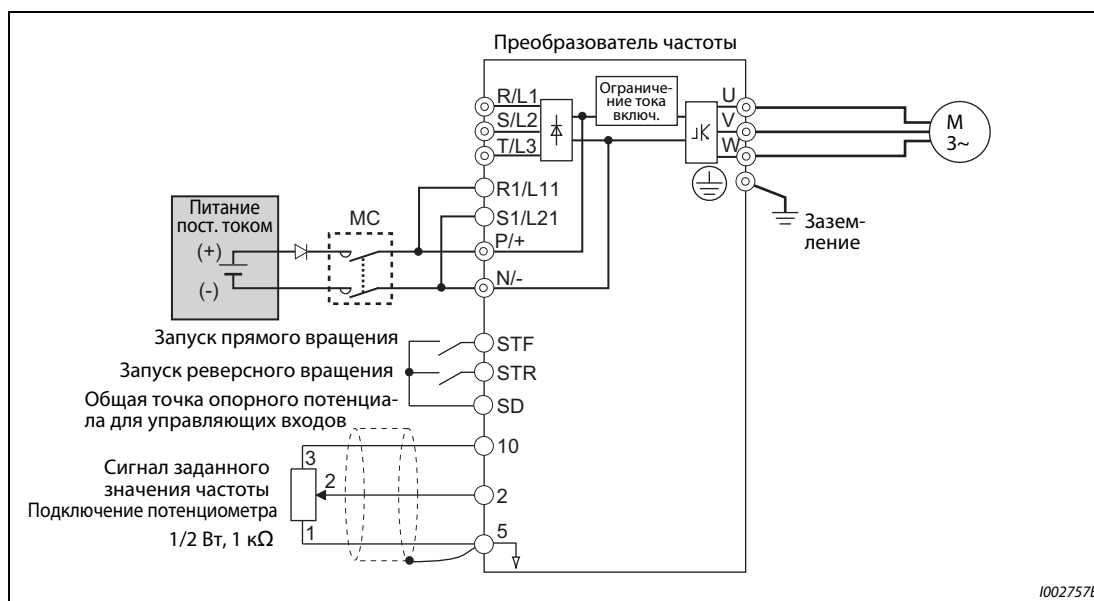 Преобразователь частоты
R/L1
S/L2
T/L3
Ограниче-
ние тока
включ.
U
V
W
M
3~
R1/L11
S1/L21
P/+
N/-
Питание
пост. током
(+)
(-)
MC
Зазем-
ление
Запуск прямого вращения
STF
Запуск реверсного вращения
STR
Общая точка опорного потенциа-
ла для управляющих входов
SD
Сигнал заданного
значения частоты
Подключение потенциометра
1/2 Вт, 1 кΩ
3
2
1
10
2
5
I002757E